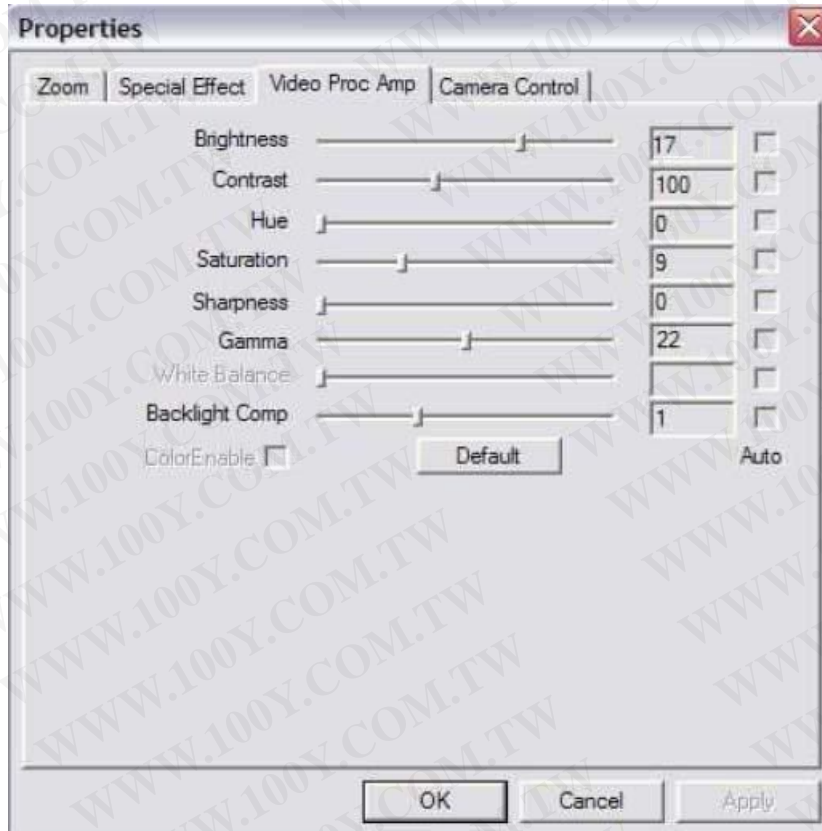 Properties
Zoom Special Effect Video Proc Amp Camera Control
Brightness 17
Contrast 100
Hue 0
Saturation 9
Sharpness 0
Gamma 22
White Balance
Backlight Comp 1
ColorEnable Default Auto
OK Cancel Apply
WWW.100Y.COM.TW